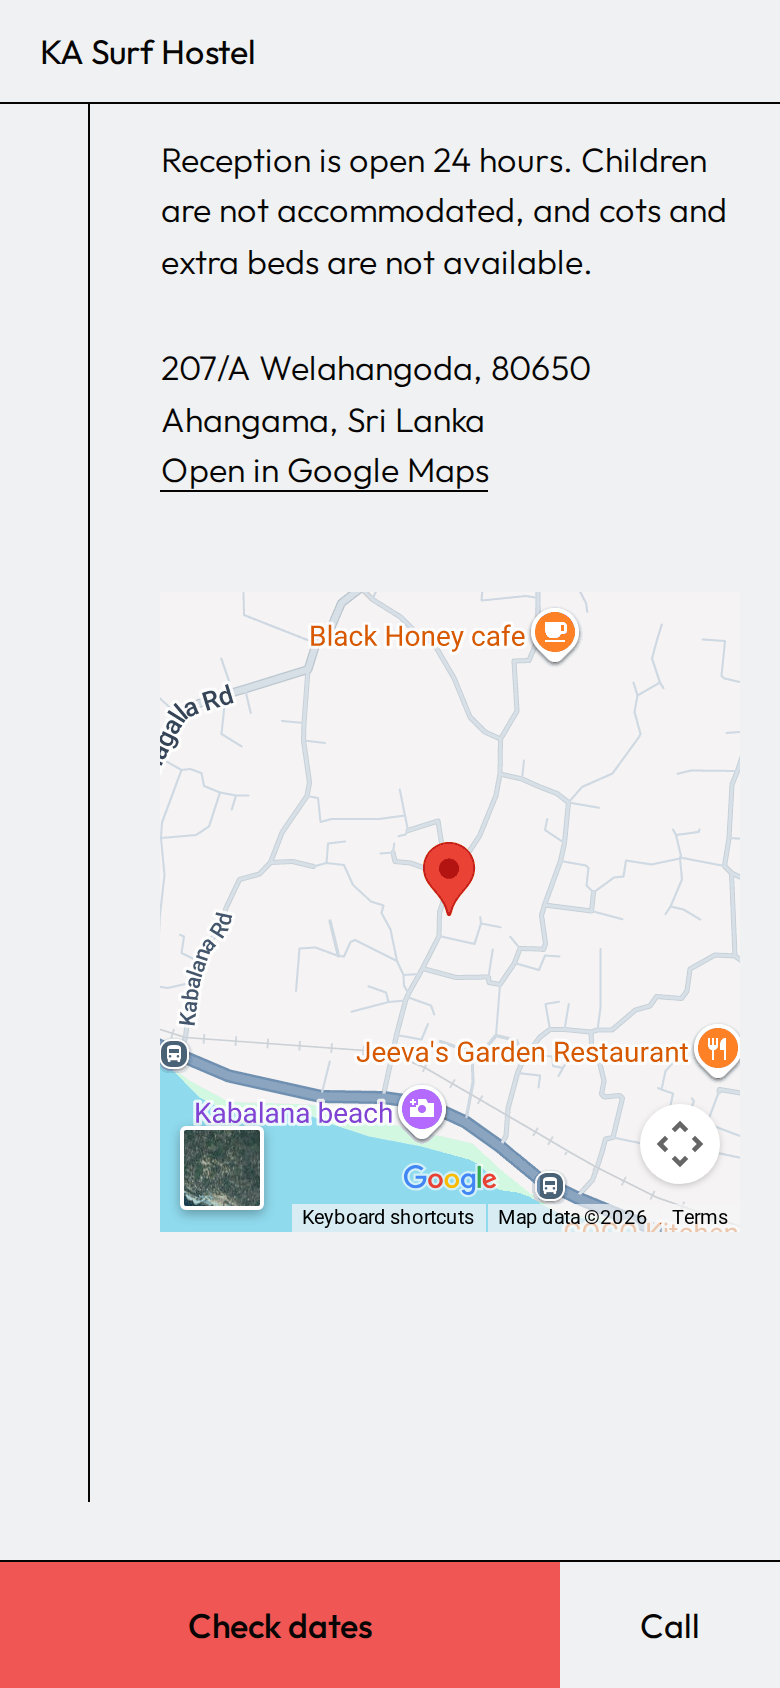 KA Surf Hostel
Reception is open 24 hours. Children
are not accommodated, and cots and
extra beds are not available.
207/A Welahangoda, 80650
Ahangama, Sri Lanka
Open in Google Maps
Black Honey cafe
Rd
Kabalana Rd
Jeeva's Garden Restaurant
Kabalana beach
Google
Keyboard shortcuts
Map data ©2026
Terms
Check dates
Call